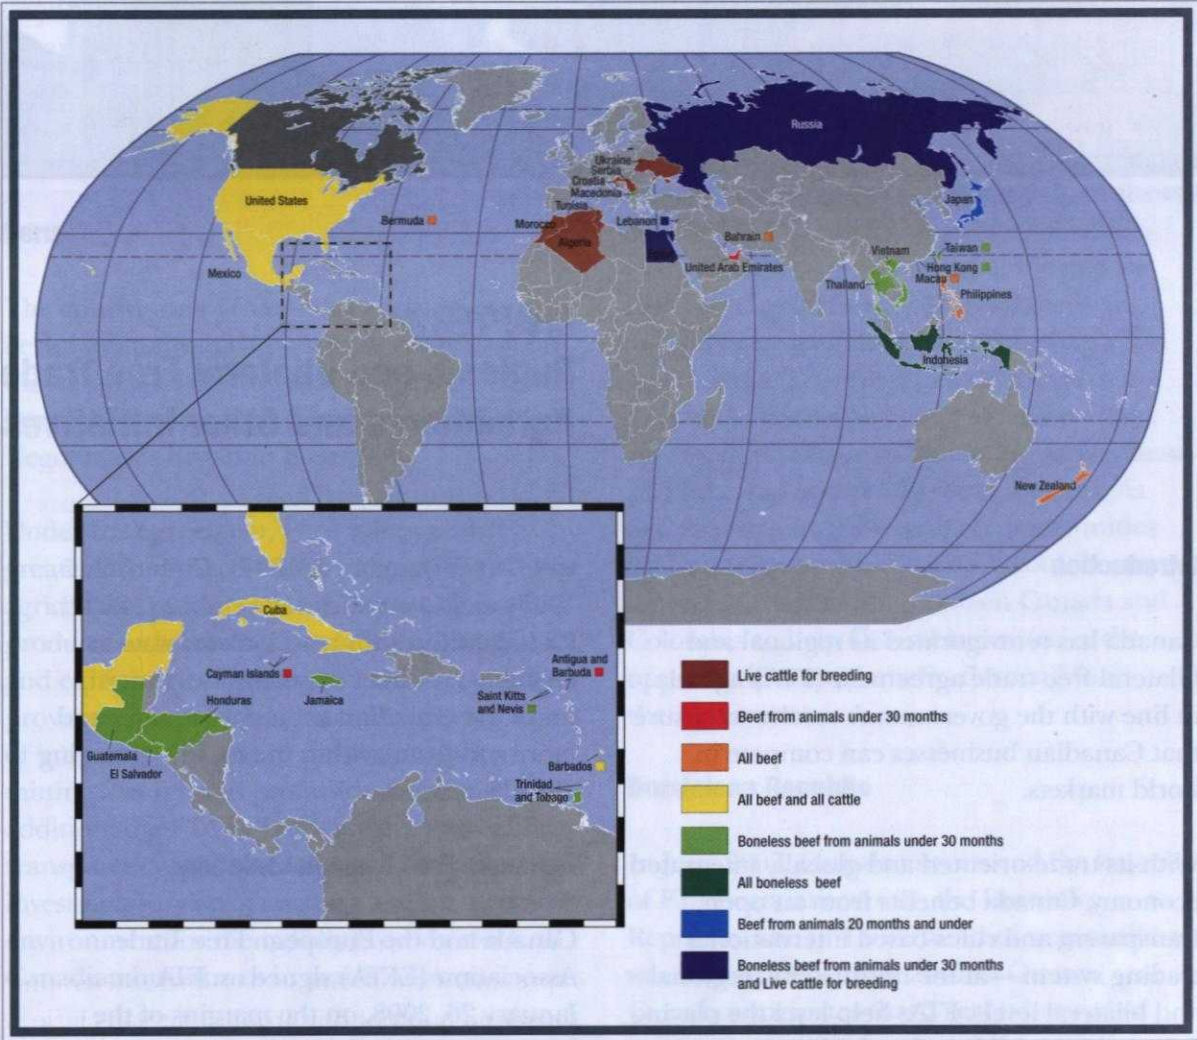 Russia
Ukraine
Serbia
Croatia
Macedonia
Tunisia
United States
Bermuda
Morocco
Algeria
Lebanon
Bahrain
United Arab Emirates
Japan
Vietnam
Taiwan
Hong Kong
Macau
Thailand
Philippines
Mexico
Indonesia
New Zealand
Cuba
Cayman Islands
Jamaica
Honduras
Antigua and
Barbuda
Saint Kitts
and Nevis
Guatemala
El Salvador
Barbados
Trinidad
and Tobago
Live cattle for breeding
Beef from animals under 30 months
All beef
All beef and all cattle
Boneless beef from animals under 30 months
All boneless beef
Beef from animals 20 months and under
Boneless beef from animals under 30 months
and Live cattle for breeding